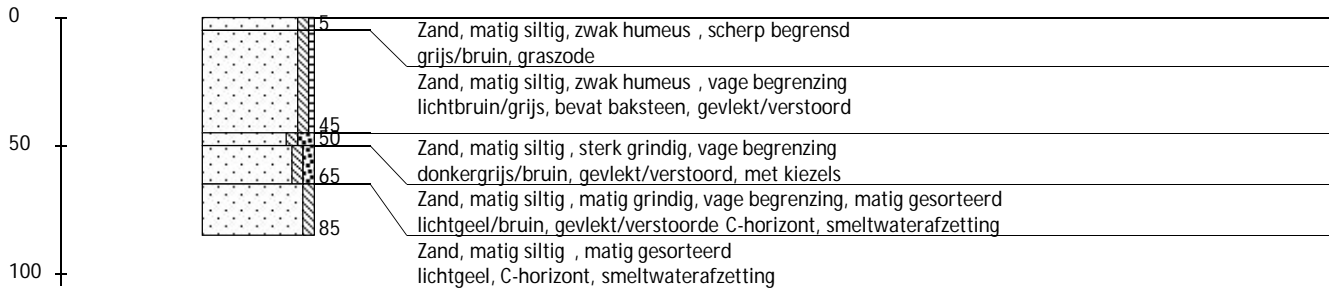 0
5
Zand, matig siltig, zwak humeus , scherp begrensd
grijs/bruin, graszode
Zand, matig siltig, zwak humeus , vage begrenzing
lichtbruin/grijs, bevat baksteen, gevlekt/verstoord
45
50
50
Zand, matig siltig , sterk grindig, vage begrenzing
donkergrijs/bruin, gevlekt/verstoord, met kiezels
65
Zand, matig siltig , matig grindig, vage begrenzing, matig gesorteerd
lichtgeel/bruin, gevlekt/verstoorde C-horizont, smeltwaterafzetting
85
Zand, matig siltig , matig gesorteerd
lichtgeel, C-horizont, smeltwaterafzetting
100